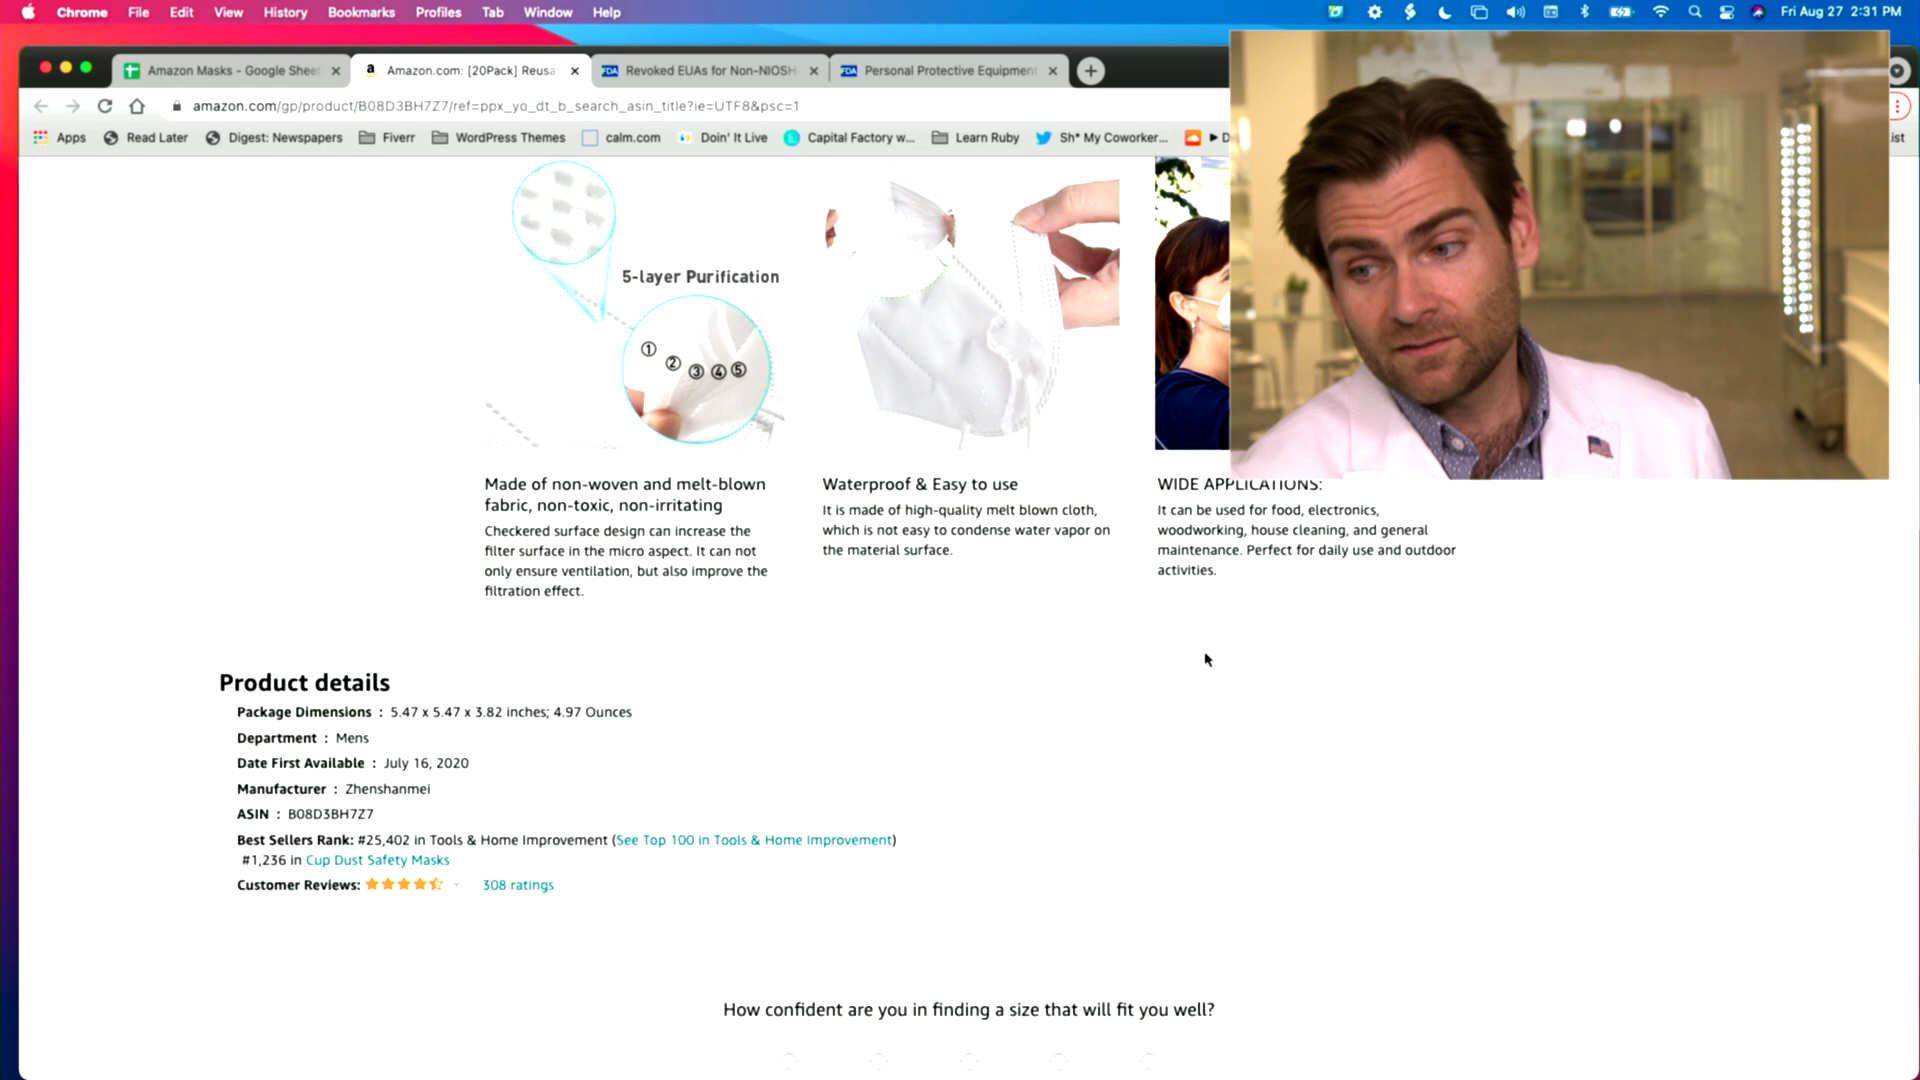 Chrome File Edit View History Bookmarks Profiles Tab Window Help Fri Aug 27 2:31 PM
Amazon Masks - Google Sheet Amazon.com: [20Pack] Reusa FDA Revoked EUAs for Non-NIOSH- FDA Personal Protective Equipment
amazon.com/gp/product/B08D3BH7Z7/ref=ppx_yo_dt_b_search_asin_title?ie=UTF8&psc=1
Apps Read Later Digest: Newspapers Fiverr WordPress Themes calm.com Doin' It Live Capital Factory w... Learn Ruby Sh* My Coworker... ist
5-layer Purification
① ② ③ ④ ⑤
Made of non-woven and melt-blown
fabric, non-toxic, non-irritating
Checkered surface design can increase the
filter surface in the micro aspect. It can not
only ensure ventilation, but also improve the
filtration effect.
Waterproof & Easy to use
It is made of high-quality melt blown cloth,
which is not easy to condense water vapor on
the material surface.
WIDE APPLICATIONS:
It can be used for food, electronics,
woodworking, house cleaning, and general
maintenance. Perfect for daily use and outdoor
activities.
Product details
Package Dimensions : 5.47 x 5.47 x 3.82 inches; 4.97 Ounces
Department : Mens
Date First Available : July 16, 2020
Manufacturer : Zhenshanmei
ASIN : B08D3BH7Z7
Best Sellers Rank: #25,402 in Tools & Home Improvement (See Top 100 in Tools & Home Improvement)
#1,236 in Cup Dust Safety Masks
Customer Reviews: 308 ratings
How confident are you in finding a size that will fit you well?